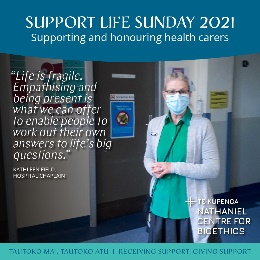 SUPPORT LIFE SUNDAY 2021
Supporting and honouring health carers
“Life is fragile.
Empathising and
being present is
what we can offer
to enable people to
work out their own
answers to life’s big
questions.”
KATHLEEN FIELD,
HOSPITAL CHAPLAIN
TE KUPENGA
NATHANIEL
CENTRE FOR
BIOETHICS
TAUTOKO MAI, TAUTOKO ATU | RECEIVING SUPPORT, GIVING SUPPORT